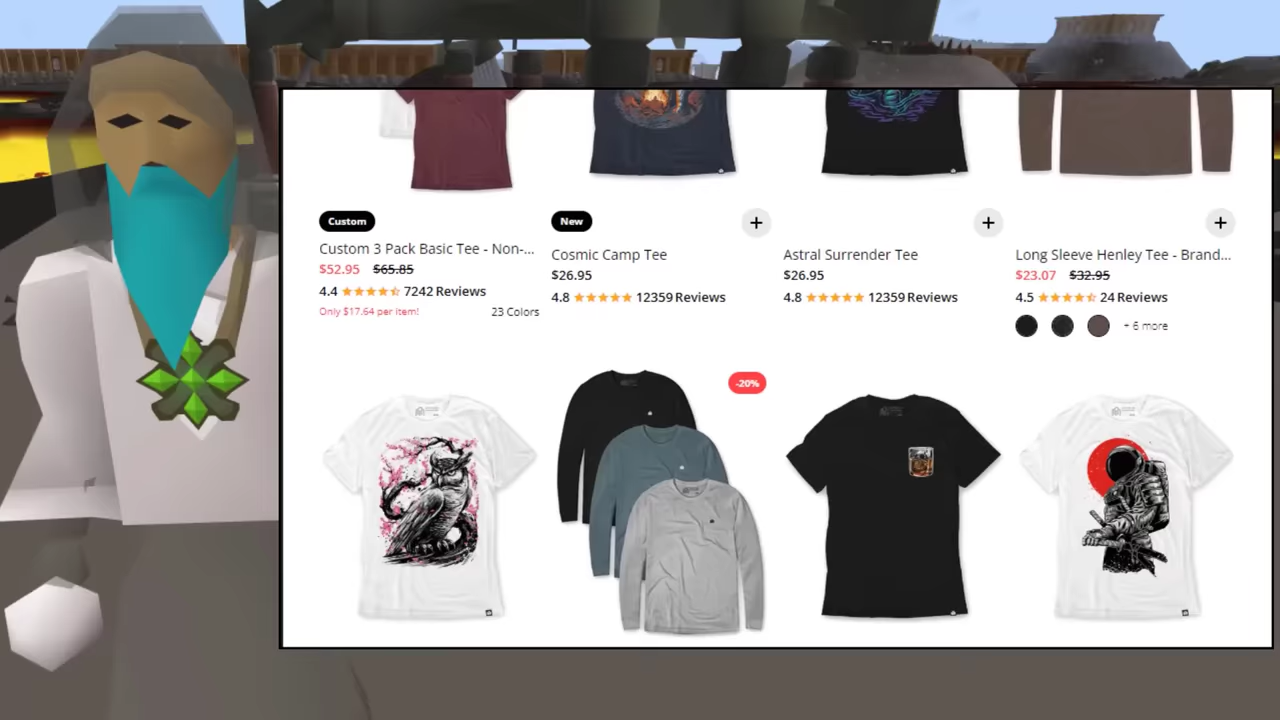 Custom
New
Custom 3 Pack Basic Tee - Non-...
Cosmic Camp Tee
Astral Surrender Tee
Long Sleeve Henley Tee - Brand...
$52.95 $65.85
$26.95
$26.95
$23.07 $32.95
4.4 7242 Reviews
4.8 12359 Reviews
4.8 12359 Reviews
4.5 24 Reviews
Only $17.64 per item!
23 Colors
+ 6 more
-20%